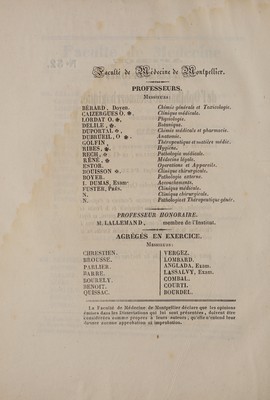 Faculté de Médecine de Montpellier.
PROFESSEURS.
MESSIEURS:
BÉRARD, Doyen. Chimie générale et Toxicologie.
CAIZERGUES O. ✻. Clinique médicale.
LORDAT O. ✻. Physiologie.
DELILE, ✻. Botanique.
DUPORTAL ✻. Chimie médicale et pharmacie.
DUBRUEIL, O ✻. Anatomie.
GOLFIN, Thérapeutique et matière médic.
RIBES, ✻. Hygiène.
RECH, ✻ Pathologie médicale.
RÉNÉ, ✻ Médecine légale.
ESTOR. Opérations et Appareils.
BOUISSON ✻. Clinique chirurgicale.
BOYER. Pathologie externe.
I. DUMAS, Accouchements.
FUSTER, Clinique médicale.
N. Clinique chirurgicale.
N. Pathologie et Thérapeutique génér.
PROFESSEUR HONORAIRE.
M. LALLEMAND, membre de l'Institut.
AGRÉGÉS EN EXERCICE.
MESSIEURS:
CHRESTIEN. VERGEZ.
BROUSSE. LOMBARD.
PARLIER. ANGLADA, Exam.
BARRE. LASSALVY, Exam.
BOURELY. COMBAL.
BENOIT. COURTI.
QUISSAC. BOURDEL.
La Faculté de Médecine de Montpellier déclare que les opinions
émises dans les Dissertations qui lui sont présentées, doivent être
considérées comme propres à leurs auteurs; qu'elle n'entend leur
donner aucune approbation ni improbation.